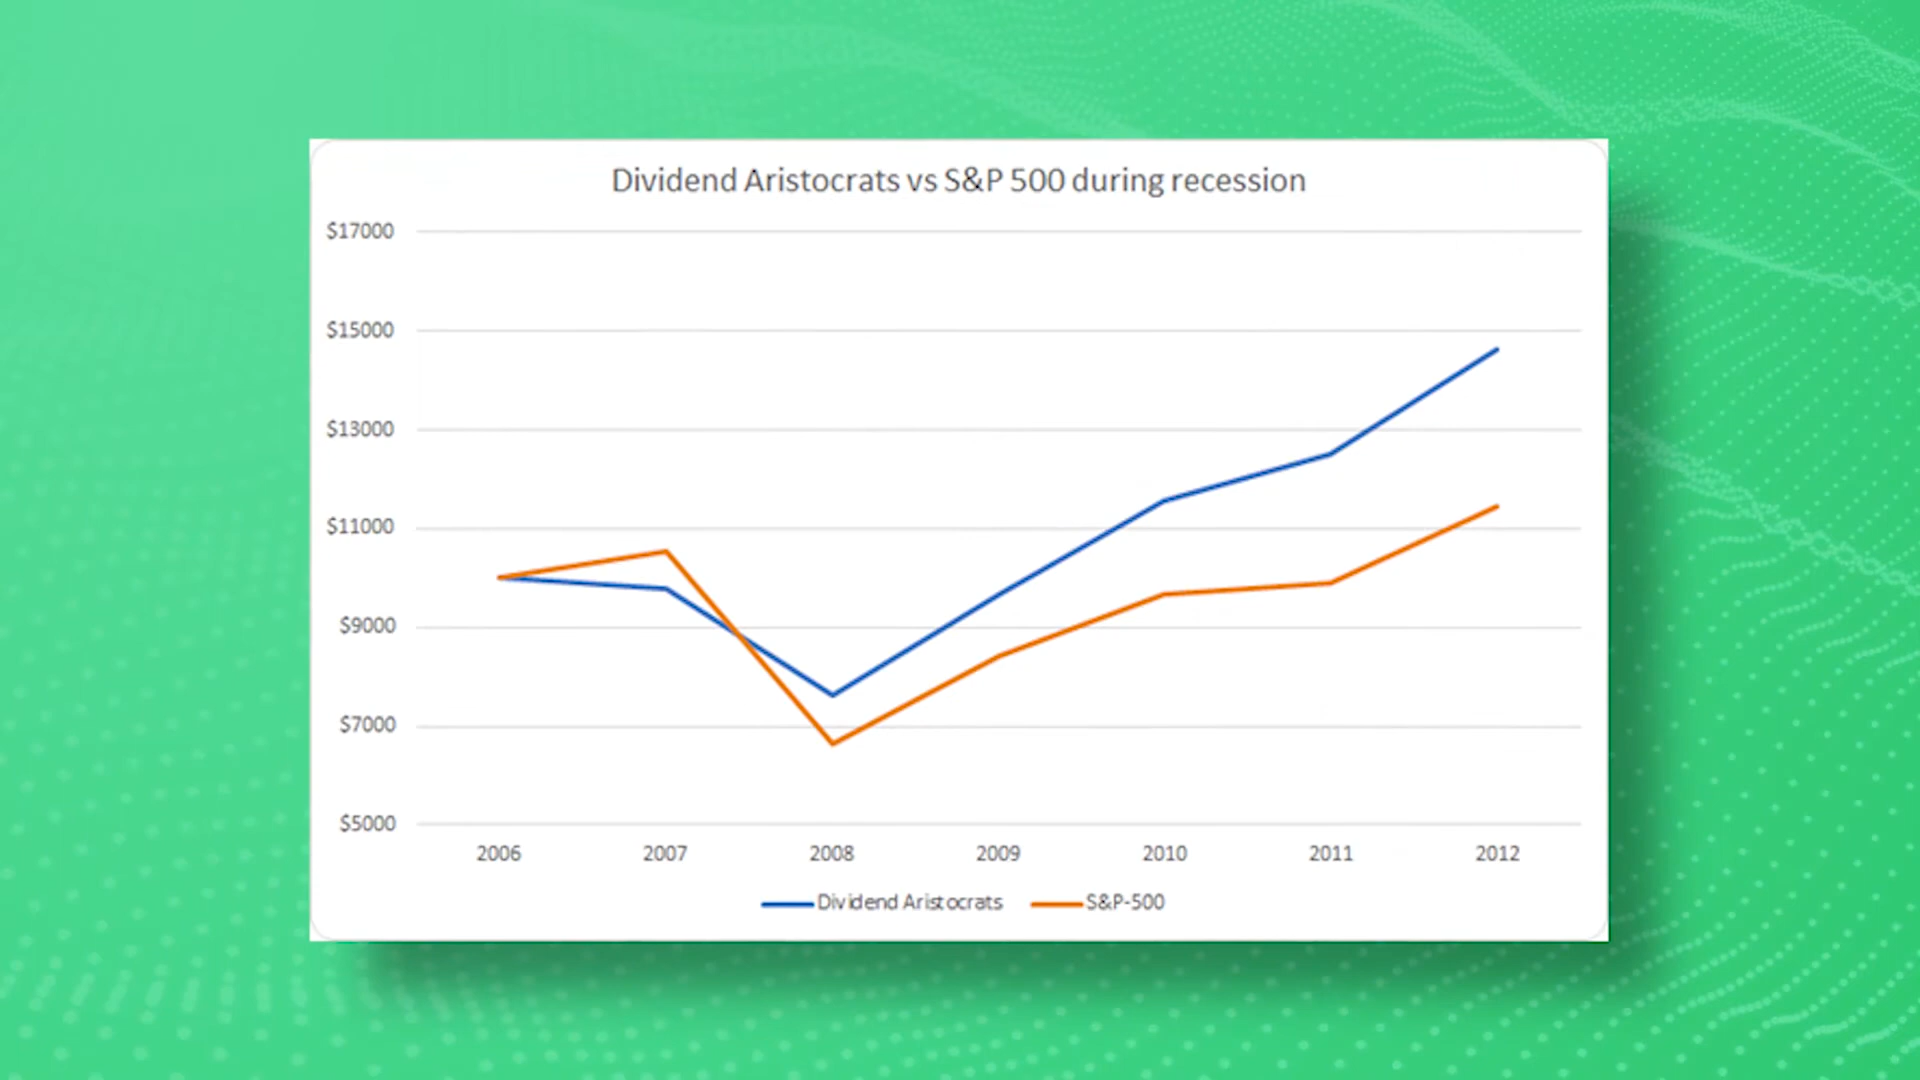 Dividend Aristocrats vs S&P 500 during recession
$17000
$15000
$13000
$11000
$9000
$7000
$5000
2006 2007 2008 2009 2010 2011 2012
Dividend Aristocrats S&P-500